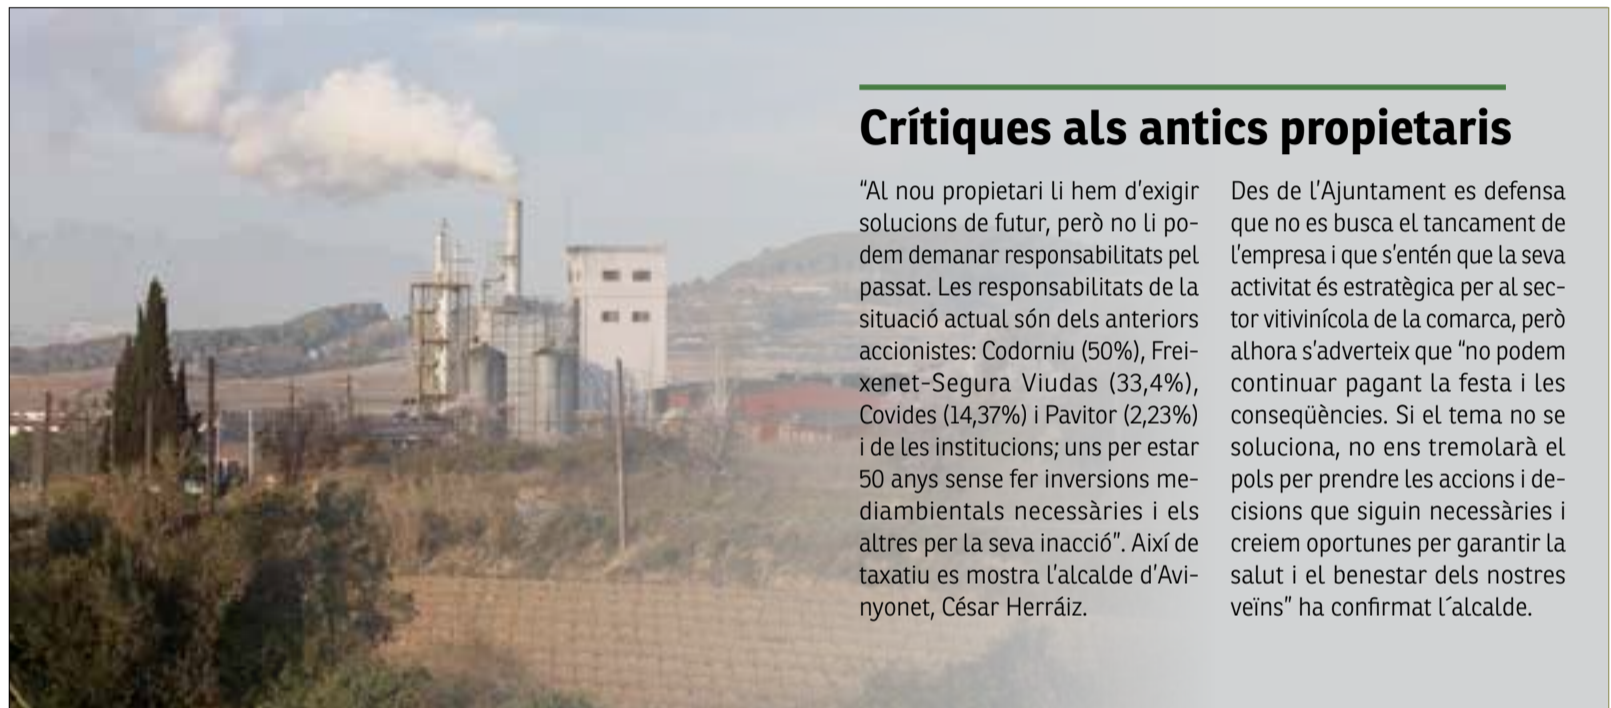 Crítiques als antics propietaris
“Al nou propietari li hem d’exigir
solucions de futur, però no li po-
dem demanar responsabilitats pel
passat. Les responsabilitats de la
situació actual són dels anteriors
accionistes: Codorniu (50%), Frei-
xenet-Segura Viudas (33,4%),
Covides (14,37%) i Pavitor (2,23%)
i de les institucions; uns per estar
50 anys sense fer inversions me-
diambientals necessàries i els
altres per la seva inacció”. Així de
taxatiu es mostra l’alcalde d’Avi-
nyonet, César Herráiz.
Des de l’Ajuntament es defensa
que no es busca el tancament de
l’empresa i que s’entén que la seva
activitat és estratègica per al sec-
tor vitivinícola de la comarca, però
alhora s’adverteix que “no podem
continuar pagant la festa i les
conseqüències. Si el tema no se
soluciona, no ens tremolarà el
pols per prendre les accions i de-
cisions que siguin necessàries i
creiem oportunes per garantir la
salut i el benestar dels nostres
veïns” ha confirmat l´alcalde.